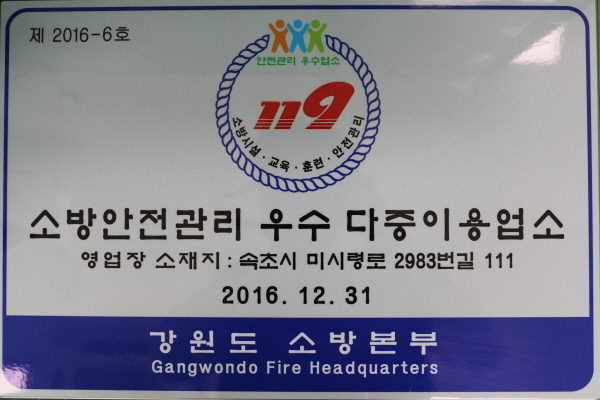 제 2016-6호
안전관리 우수업소
119
소방시설·교육·훈련·안전관리
소방안전관리 우수 다중이용업소
영업장 소재지 : 속초시 미시령로 2983번길 111
2016. 12. 31
강원도 소방본부
Gangwondo Fire Headquarters